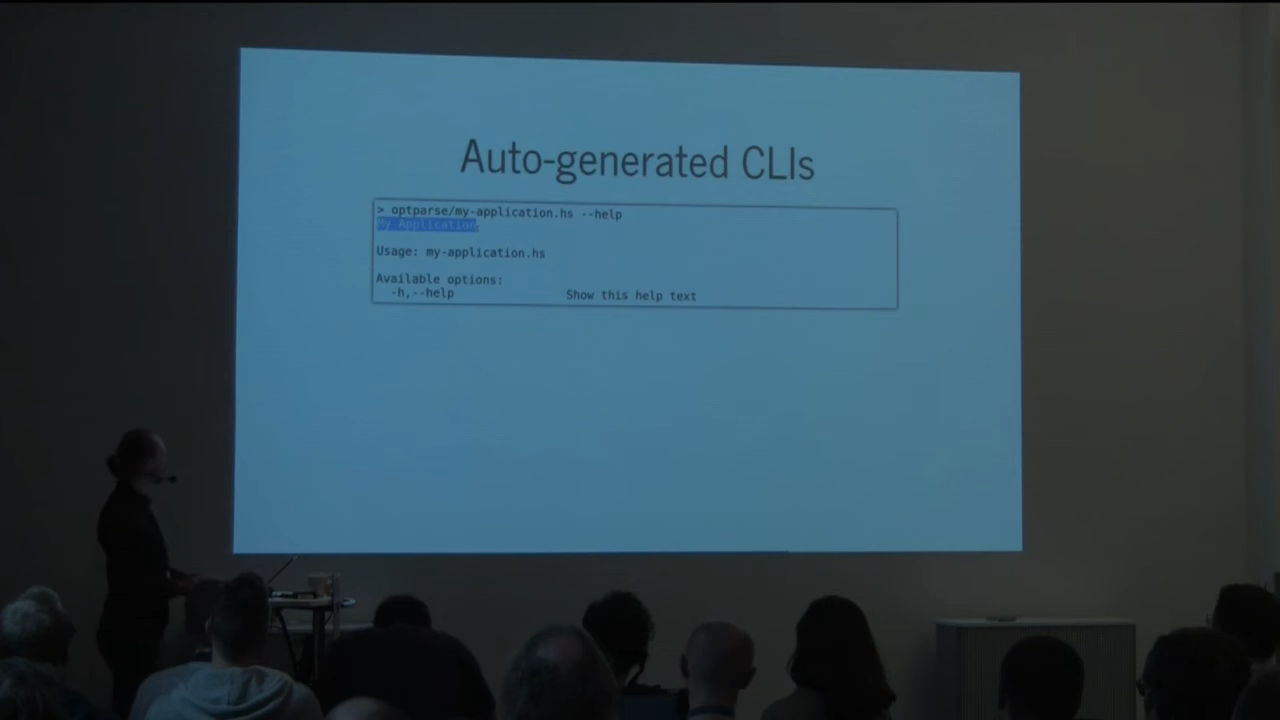 Auto-generated CLIs
> optparse/my-application.hs --help
My Application
Usage: my-application.hs
Available options:
-h,--help Show this help text